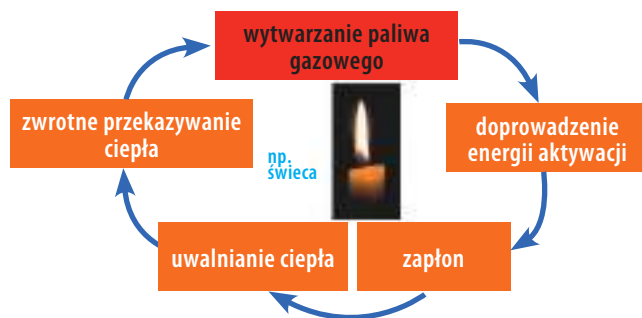 wytwarzanie paliwa
gazowego
doprowadzenie
energii aktywacji
zapłon
uwalnianie ciepła
zwrotne przekazywanie
ciepła
np.
świeca